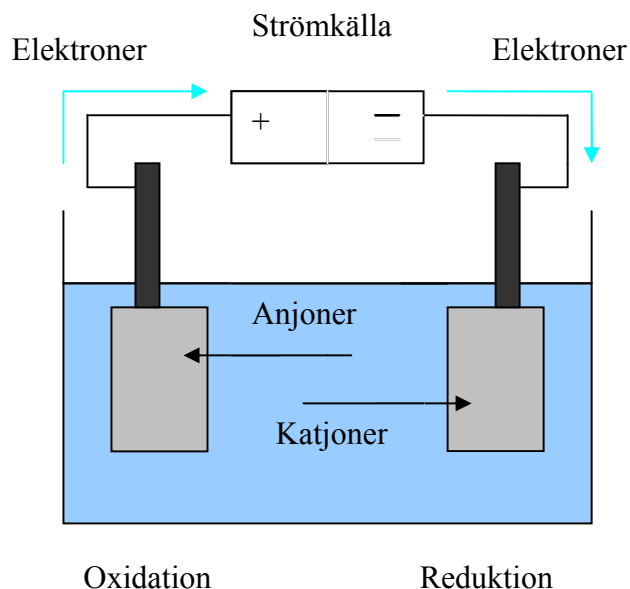 Strömkälla
Elektroner
Elektroner
+
Anjoner
Katjoner
Oxidation
Reduktion